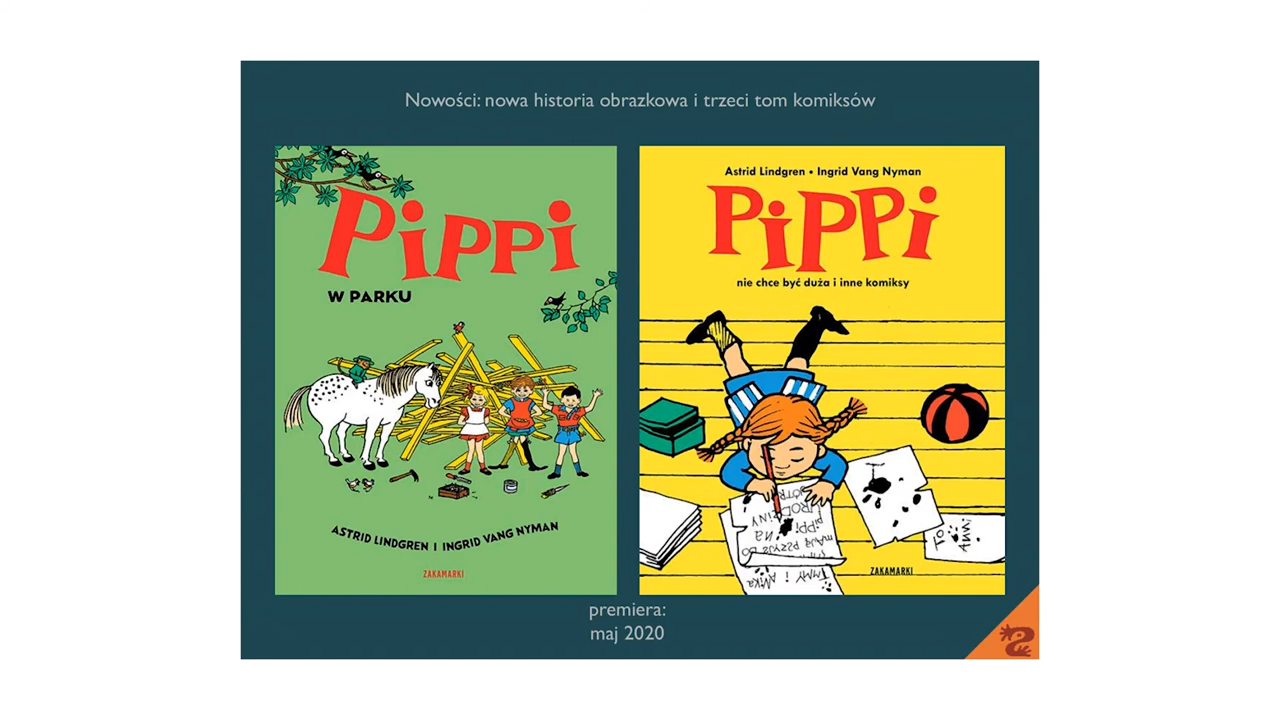 Nowości: nowa historia obrazkowa i trzeci tom komiksów
PiPPi
W PARKU
ASTRID LINDGREN I INGRID VANG NYMAN
ZAKAMARKI
Astrid Lindgren • Ingrid Vang Nyman
PiPPi
nie chce być duża i inne komiksy
ZAKAMARKI
premiera:
maj 2020